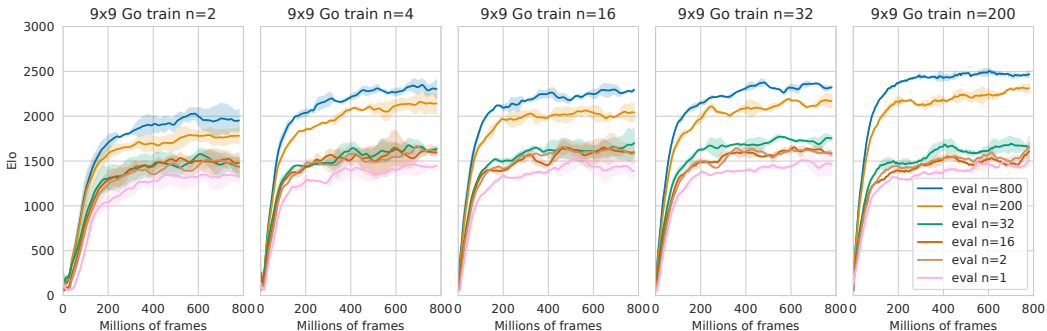 9x9 Go train n=2
9x9 Go train n=4
9x9 Go train n=16
9x9 Go train n=32
9x9 Go train n=200
3000
2500
2000
1500
1000
500
0
Elo
0 200 400 600 800
0 200 400 600 800
0 200 400 600 800
0 200 400 600 800
0 200 400 600 800
Millions of frames
Millions of frames
Millions of frames
Millions of frames
Millions of frames
eval n=800
eval n=200
eval n=32
eval n=16
eval n=2
eval n=1